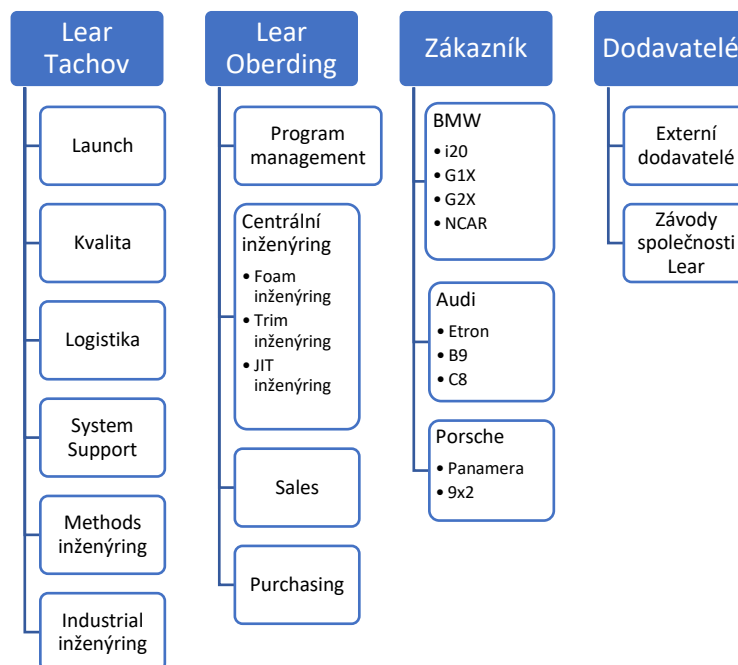 Lear
Tachov
Launch
Kvalita
Logistika
System
Support
Methods
inženýring
Industrial
inženýring
Lear
Oberding
Program
management
Centrální
inženýring
• Foam
inženýring
• Trim
inženýring
• JIT
inženýring
Sales
Purchasing
Zákazník
BMW
• i20
• G1X
• G2X
• NCAR
Audi
• Etron
• B9
• C8
Porsche
• Panamera
• 9x2
Dodavatelé
Externí
dodavatelé
Závody
společnosti
Lear